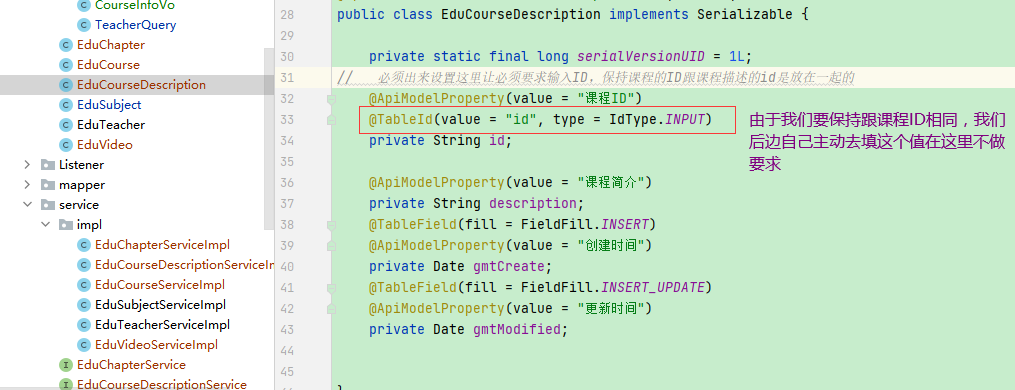 CourseInfoVo
TeacherQuery
EduChapter
EduCourse
EduCourseDescription
EduSubject
EduTeacher
EduVideo
Listener
mapper
service
impl
EduChapterServiceImpl
EduCourseDescriptionServiceIm
EduCourseServiceImpl
EduSubjectServiceImpl
EduTeacherServiceImpl
EduVideoServiceImpl
EduChapterService
EduCourseDescriptionService
28 public class EduCourseDescription implements Serializable {
29
30 private static final long serialVersionUID = 1L;
31 // 必须出来设置这里让必须要求输入ID，保持课程的ID跟课程描述的id是放在一起的
32 @ApiModelProperty(value = "课程ID")
33 @TableId(value = "id", type = IdType.INPUT)
34 private String id;
35
36 @ApiModelProperty(value = "课程简介")
37 private String description;
38 @TableField(fill = FieldFill.INSERT)
39 @ApiModelProperty(value = "创建时间")
40 private Date gmtCreate;
41 @TableField(fill = FieldFill.INSERT_UPDATE)
42 @ApiModelProperty(value = "更新时间")
43 private Date gmtModified;
44
45
由于我们要保持跟课程ID相同，我们
后边自己主动去填这个值在这里不做
要求